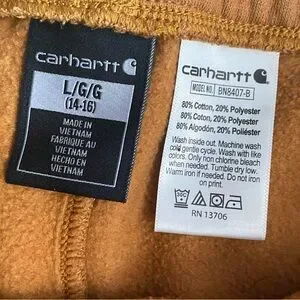 carhartt
L/G/G
(14-16)
MADE IN
VIETNAM
FABRIQUE AU
VIETNAM
HECHO EN
VIETNAM
carhartt
MODEL NO. BN8407-B
80% Cotton, 20% Polyester
80% Coton, 20% Polyester
80% Algodón, 20% Poliéster
Wash inside out. Machine wash
cold gentle cycle. Wash with like
colors. Only non chlorine bleach
when needed. Tumble dry low.
Warm iron if needed. Do not iron
on print.
RN 13706